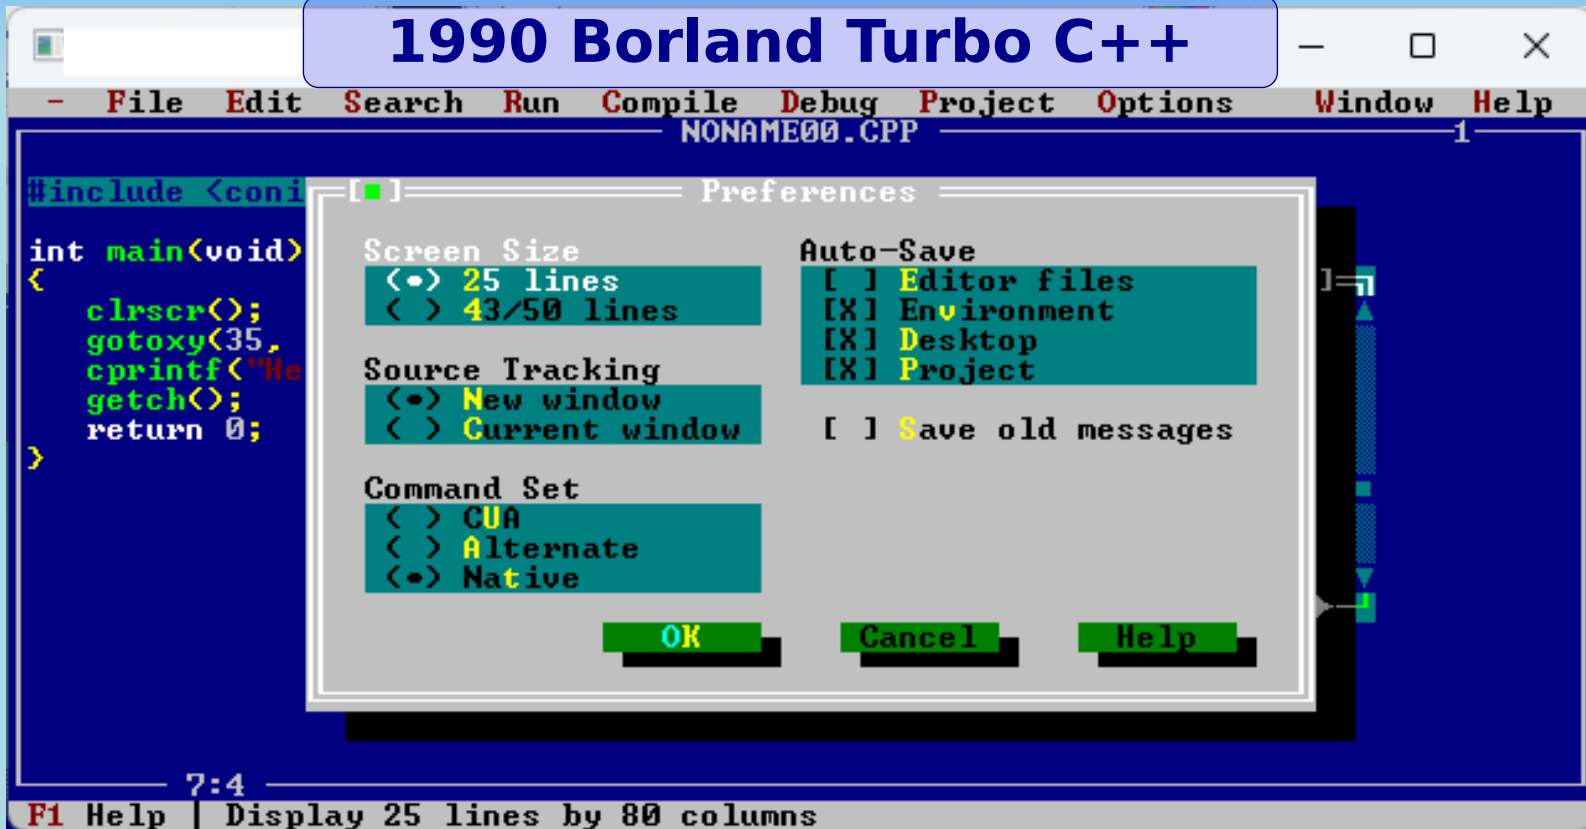 1990 Borland Turbo C++
- File Edit Search Run Compile Debug Project Options Window Help
NONAME00.CPP 1
#include <coni
int main(void)
{
clrscr();
gotoxy(35,
cprintf("He
getch();
return 0;
}
[■] Preferences
Screen Size
(•) 25 lines
( ) 43/50 lines
Source Tracking
(•) New window
( ) Current window
Command Set
( ) CUA
( ) Alternate
(•) Native
Auto-Save
[ ] Editor files
[X] Environment
[X] Desktop
[X] Project
[ ] Save old messages
OK Cancel Help
7:4
F1 Help | Display 25 lines by 80 columns